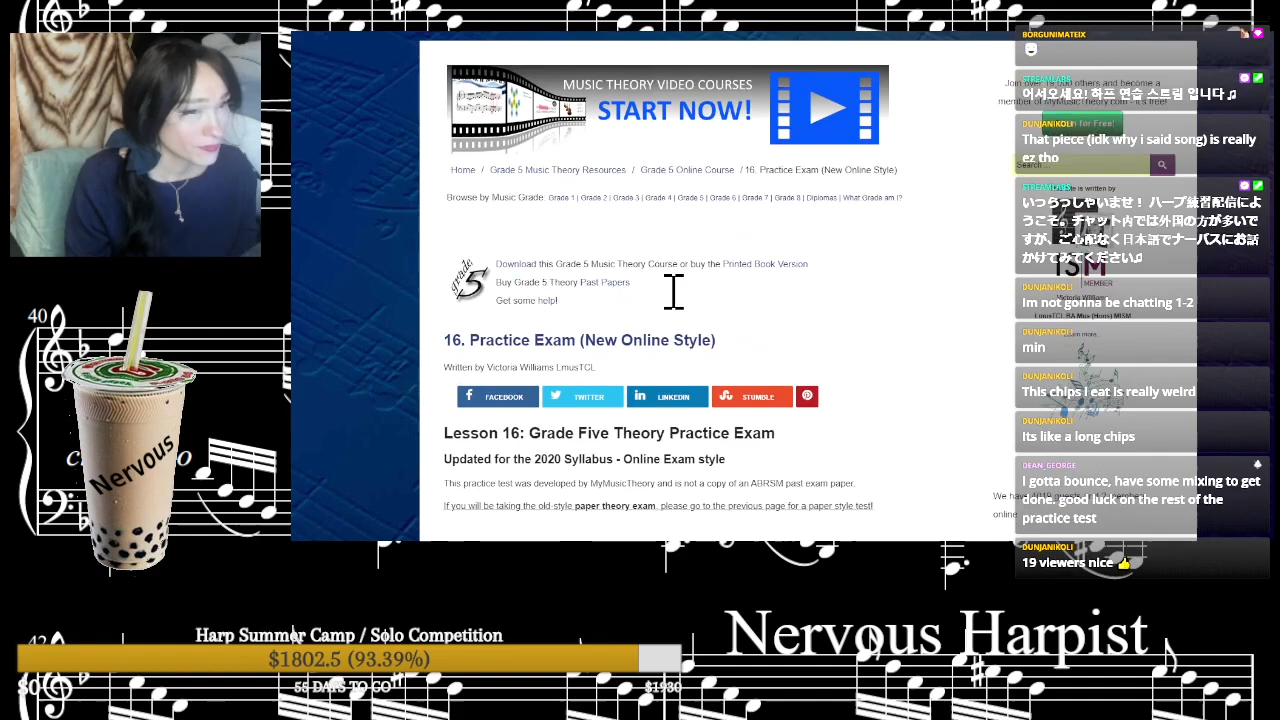 MUSIC THEORY VIDEO COURSES
START NOW!
Home / Grade 5 Music Theory Resources / Grade 5 Online Course / 16. Practice Exam (New Online Style)
Browse by Music Grade: Grade 1 | Grade 2 | Grade 3 | Grade 4 | Grade 5 | Grade 6 | Grade 7 | Grade 8 | Diplomas | What Grade am I?
grade 5
Download this Grade 5 Music Theory Course or buy the Printed Book Version
Buy Grade 5 Theory Past Papers
Get some help!
16. Practice Exam (New Online Style)
Written by Victoria Williams LmusTCL
FACEBOOK
TWITTER
LINKEDIN
STUMBLE
Lesson 16: Grade Five Theory Practice Exam
Updated for the 2020 Syllabus - Online Exam style
This practice test was developed by MyMusicTheory and is not a copy of an ABRSM past exam paper.
If you will be taking the old-style paper theory exam, please go to the previous page for a paper style test!
BORGUNIMATEIX
STREAMLABS
어서오세요! 하프 연습 스트림 입니다 ♫
DUNJANIKOLI
That piece (idk why i said song) is really
ez tho
STREAMLABS
いっらっしゃいませ！ ハープ練習配信によ
うこそ。チャット内では外国の方が多いで
すが、ご心配なく日本語でナーバスにお話
かけてみてください♫
DUNJANIKOLI
Im not gonna be chatting 1-2
DUNJANIKOLI
min
DUNJANIKOLI
This chips i eat is really weird
DUNJANIKOLI
Its like a long chips
DEAN_GEORGE
I gotta bounce, have some mixing to get
done. good luck on the rest of the
practice test
DUNJANIKOLI
19 viewers nice 👍
Search ...
MEMBER
40
Nervous
42
Harp Summer Camp / Solo Competition
$1802.5 (93.39%)
$0
55 DAYS TO GO
$1930
Nervous Harpist